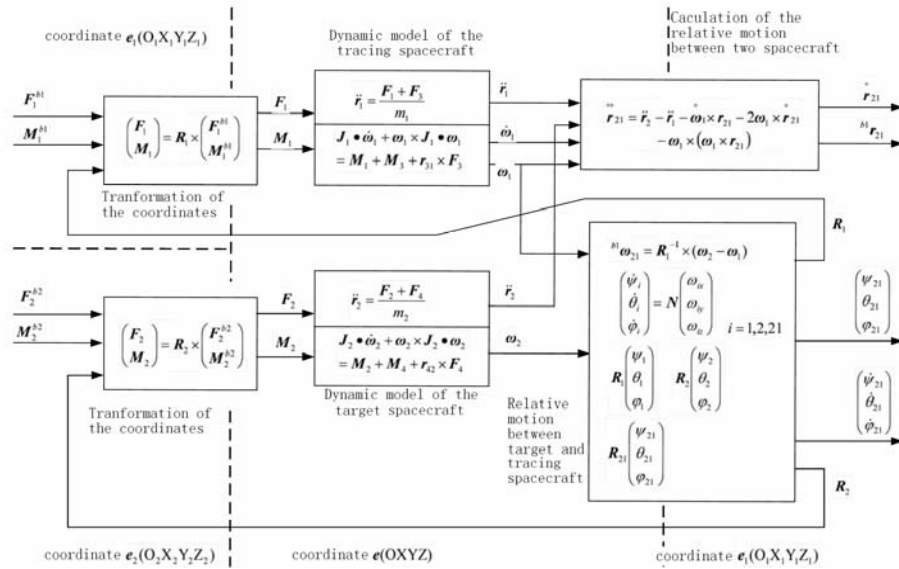 coordinate e₁(O₁X₁Y₁Z₁)
Dynamic model of the
tracing spacecraft
Caculation of the
relative motion
between two spacecraft
F₁ᵇ¹
M₁ᵇ¹
(F₁ M₁) = R₁ × (F₁ᵇ¹ M₁ᵇ¹)
Tranformation of
the coordinates
F₁
M₁
r̈₁ = (F₁ + F₃) / m₁
J₁ • ω̇₁ + ω₁ × J₁ • ω₁
= M₁ + M₃ + r₃₁ × F₃
r̈₁
ω̇₁
ω₁
r̊̊₂₁ = r̈₂ − r̈₁ − ω̇₁ × r₂₁ − 2ω₁ × r̊₂₁
− ω₁ × (ω₁ × r₂₁)
r̊₂₁
ᵇ¹r₂₁
R₁
F₂ᵇ²
M₂ᵇ²
(F₂ M₂) = R₂ × (F₂ᵇ² M₂ᵇ²)
Tranformation of
the coordinates
F₂
M₂
r̈₂ = (F₂ + F₄) / m₂
J₂ • ω̇₂ + ω₂ × J₂ • ω₂
= M₂ + M₄ + r₄₂ × F₄
Dynamic model of the
target spacecraft
r̈₂
ω₂
Relative
motion
between
target and
tracing
spacecraft
ᵇ¹ω₂₁ = R₁⁻¹ × (ω₂ − ω₁)
(ψ̇ᵢ θ̇ᵢ φ̇ᵢ) = N (ωᵢₓ ωᵢy ωᵢz) i = 1,2,21
R₁ (ψ₁ θ₁ φ₁) R₂ (ψ₂ θ₂ φ₂)
R₂₁ (ψ₂₁ θ₂₁ φ₂₁)
(ψ₂₁ θ₂₁ φ₂₁)
(ψ̇₂₁ θ̇₂₁ φ̇₂₁)
R₂
coordinate e₂(O₂X₂Y₂Z₂)
coordinate e(OXYZ)
coordinate e₁(O₁X₁Y₁Z₁)